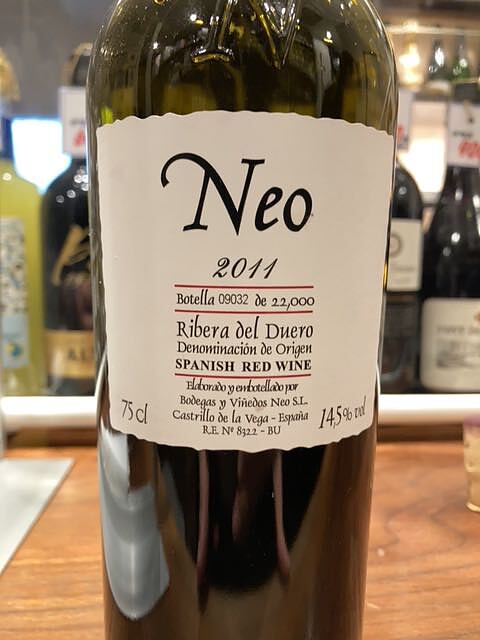 Neo
2011
Botella 09032 de 22,000
Ribera del Duero
Denominación de Origen
SPANISH RED WINE
Elaborado y embotellado por
Bodegas y Viñedos Neo S.L.
Castrillo de la Vega - España
R.E. Nº 8322 - BU
75 cl
14,5% vol